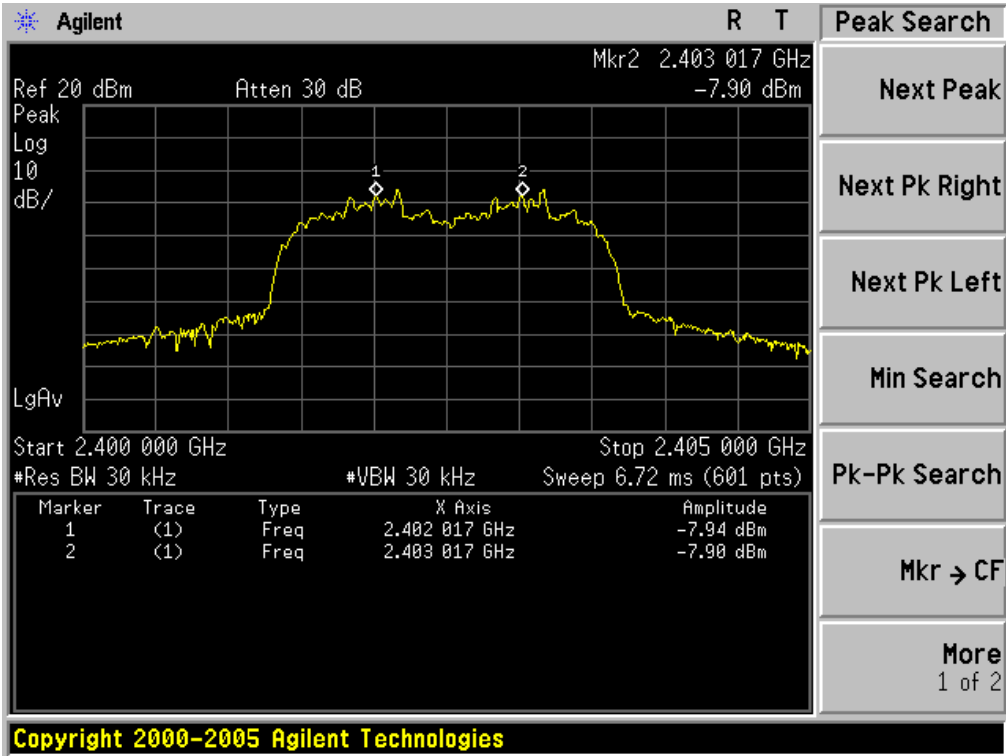 Agilent R T
Peak Search
Mkr2 2.403 017 GHz
Ref 20 dBm Atten 30 dB -7.90 dBm
Peak
Log
10
dB/
1 2
LgAv
Start 2.400 000 GHz Stop 2.405 000 GHz
#Res BW 30 kHz #VBW 30 kHz Sweep 6.72 ms (601 pts)
Marker Trace Type X Axis Amplitude
1 (1) Freq 2.402 017 GHz -7.94 dBm
2 (1) Freq 2.403 017 GHz -7.90 dBm
Next Peak
Next Pk Right
Next Pk Left
Min Search
Pk-Pk Search
Mkr → CF
More
1 of 2
Copyright 2000-2005 Agilent Technologies